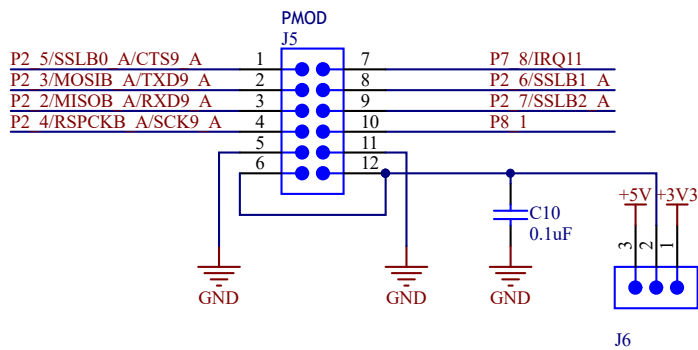 PMOD
J5
P2_5/SSLB0_A/CTS9_A 1 7 P7_8/IRQ11
P2_3/MOSIB_A/TXD9_A 2 8 P2_6/SSLB1_A
P2_2/MISOB_A/RXD9_A 3 9 P2_7/SSLB2_A
P2_4/RSPCKB_A/SCK9_A 4 10 P8_1
5 11
6 12
+5V +3V3
C10
0.1uF
3 2 1
GND GND GND
J6